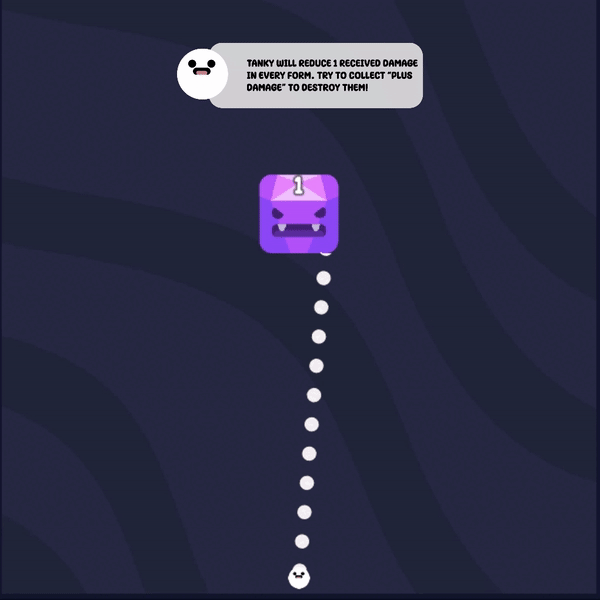 TANKY WILL REDUCE 1 RECEIVED DAMAGE
IN EVERY FORM. TRY TO COLLECT "PLUS
DAMAGE" TO DESTROY THEM!
1